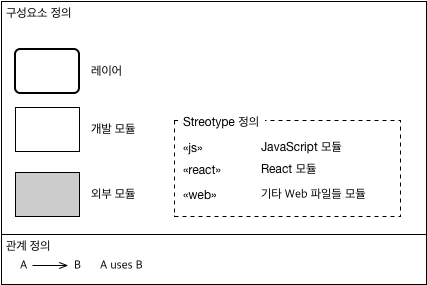 구성요소 정의
레이어
개발 모듈
외부 모듈
Streotype 정의
«js» JavaScript 모듈
«react» React 모듈
«web» 기타 Web 파일들 모듈
관계 정의
A B A uses B